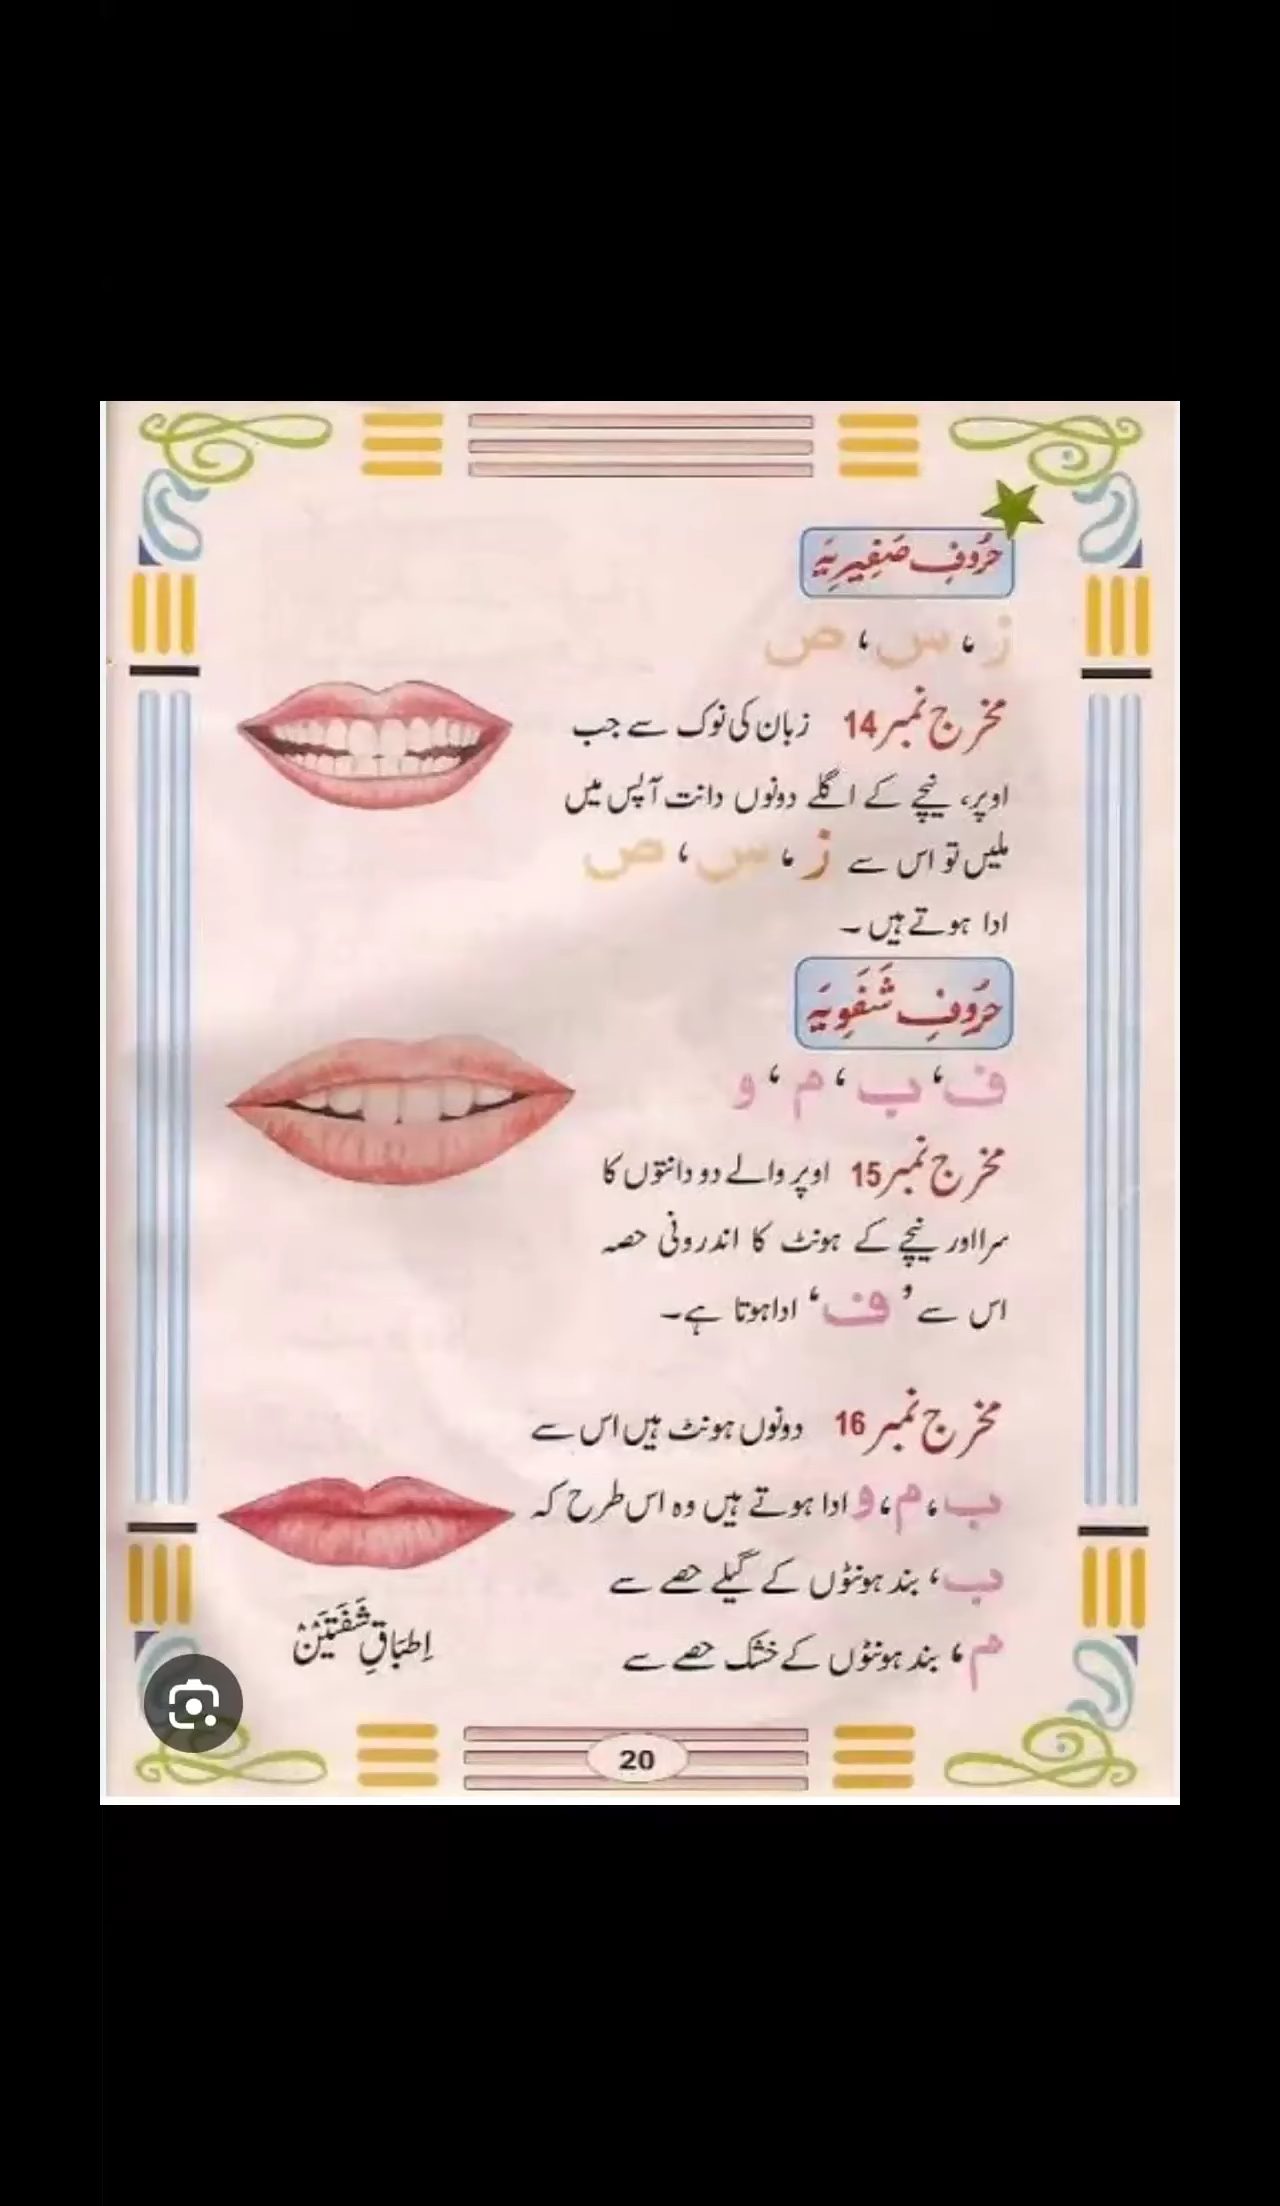 حُرُوفِ صَفِيرِيَه
ز، س، ص
مخرج نمبر 14 زبان کی نوک سے جب
اوپر، نیچے کے اگلے دونوں دانت آپس میں
ملیں تو اس سے ز، س، ص
ادا ہوتے ہیں ۔
حُرُوفِ شَفَوِيَه
ف، ب، م، و
مخرج نمبر 15 اوپر والے دو دانتوں کا
سرا اور نیچے کے ہونٹ کا اندرونی حصہ
اس سے ’ف‘ ادا ہوتا ہے۔
مخرج نمبر 16 دونوں ہونٹ ہیں اس سے
ب، م، و ادا ہوتے ہیں وہ اس طرح کہ
ب، بند ہونٹوں کے گیلے حصے سے
م، بند ہونٹوں کے خشک حصے سے
اِطبَاقِ شَفَتَيْن
20